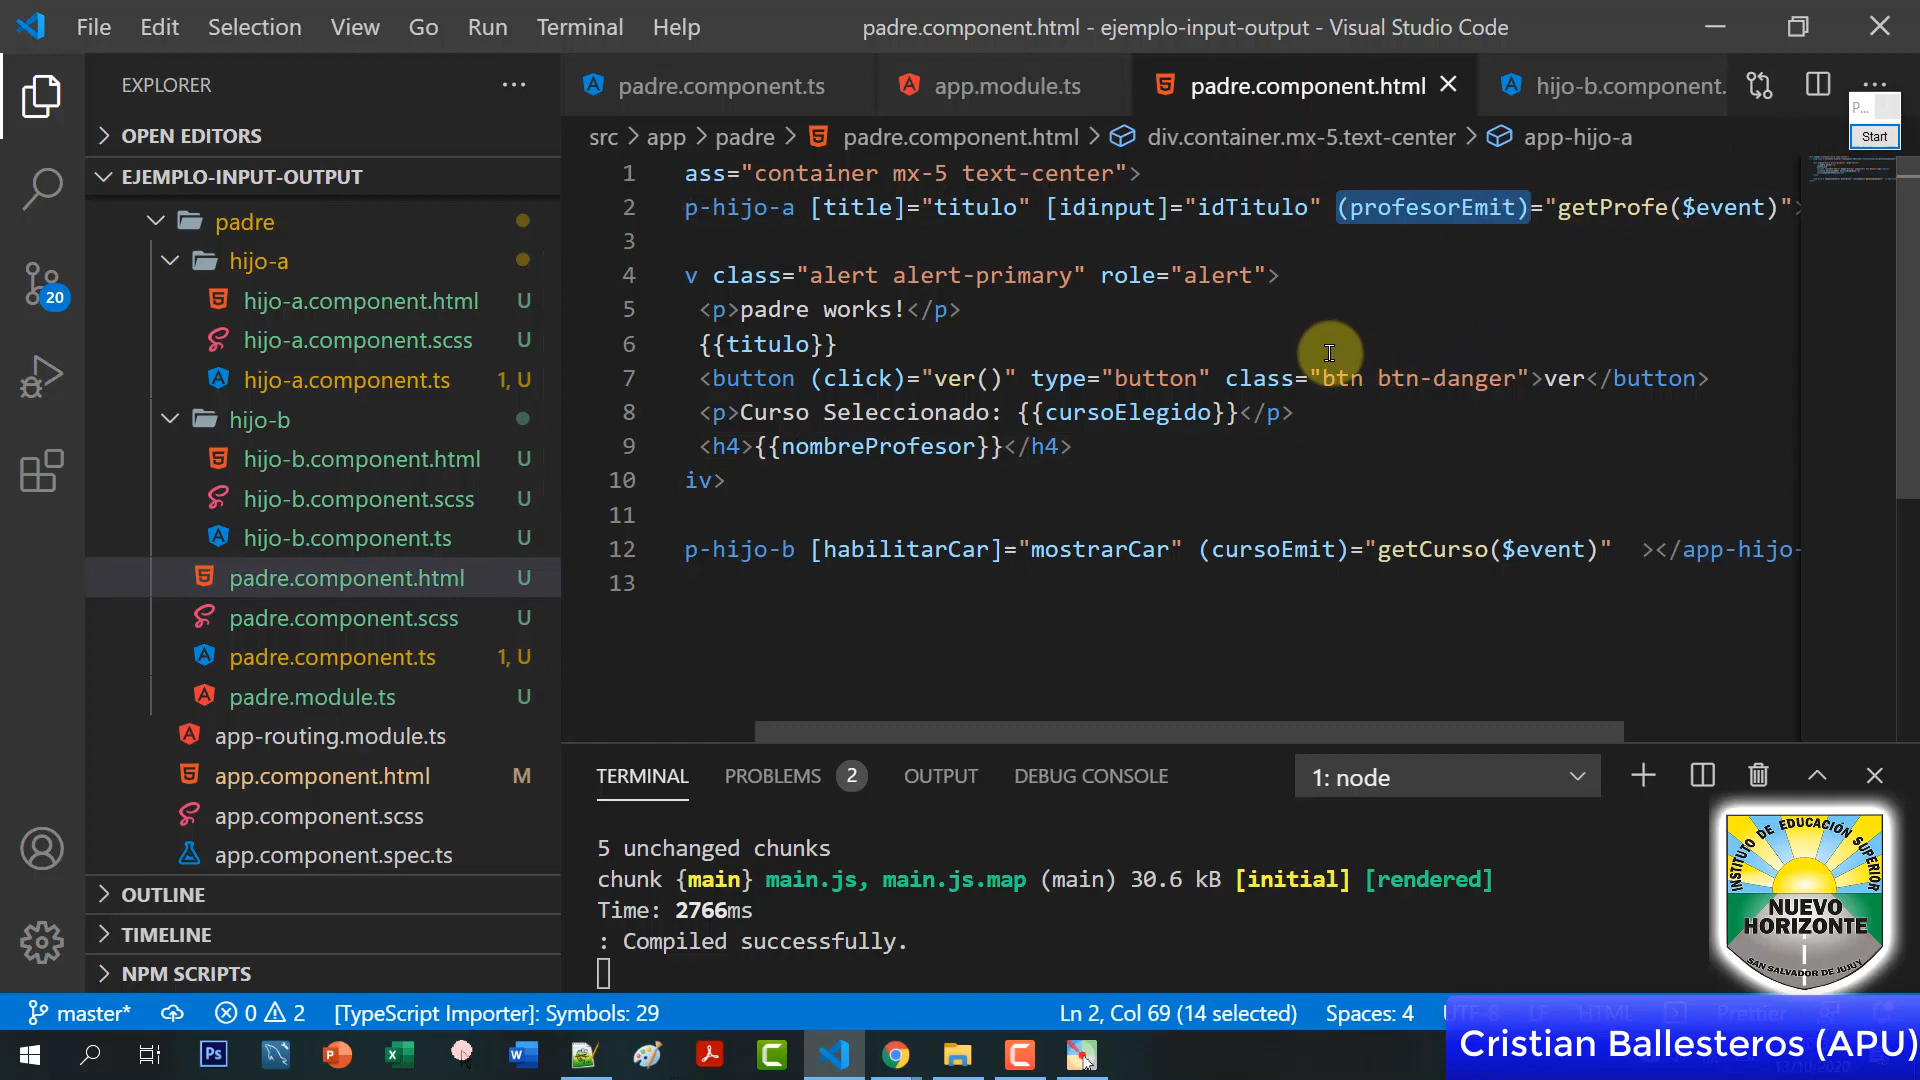 File Edit Selection View Go Run Terminal Help
padre.component.html - ejemplo-input-output - Visual Studio Code
EXPLORER
OPEN EDITORS
EJEMPLO-INPUT-OUTPUT
padre
hijo-a
hijo-a.component.html U
hijo-a.component.scss U
hijo-a.component.ts 1, U
hijo-b
hijo-b.component.html U
hijo-b.component.scss U
hijo-b.component.ts U
padre.component.html U
padre.component.scss U
padre.component.ts 1, U
padre.module.ts U
app-routing.module.ts
app.component.html M
app.component.scss
app.component.spec.ts
OUTLINE
TIMELINE
NPM SCRIPTS
20
padre.component.ts app.module.ts padre.component.html hijo-b.component.
P...
Start
src > app > padre > padre.component.html > div.container.mx-5.text-center > app-hijo-a
1 ass="container mx-5 text-center">
2 p-hijo-a [title]="titulo" [idinput]="idTitulo" (profesorEmit)="getProfe($event)">
3
4 v class="alert alert-primary" role="alert">
5 <p>padre works!</p>
6 {{titulo}}
7 <button (click)="ver()" type="button" class="btn btn-danger">ver</button>
8 <p>Curso Seleccionado: {{cursoElegido}}</p>
9 <h4>{{nombreProfesor}}</h4>
10 iv>
11
12 p-hijo-b [habilitarCar]="mostrarCar" (cursoEmit)="getCurso($event)" ></app-hijo-
13
TERMINAL PROBLEMS 2 OUTPUT DEBUG CONSOLE 1: node
5 unchanged chunks
chunk {main} main.js, main.js.map (main) 30.6 kB [initial] [rendered]
Time: 2766ms
: Compiled successfully.
INSTITUTO DE EDUCACIÓN SUPERIOR
NUEVO
HORIZONTE
SAN SALVADOR DE JUJUY
master* 0 2 [TypeScript Importer]: Symbols: 29 Ln 2, Col 69 (14 selected) Spaces: 4 UTF-8 LF HTML Prettier
Cristian Ballesteros (APU)
13/10/2020